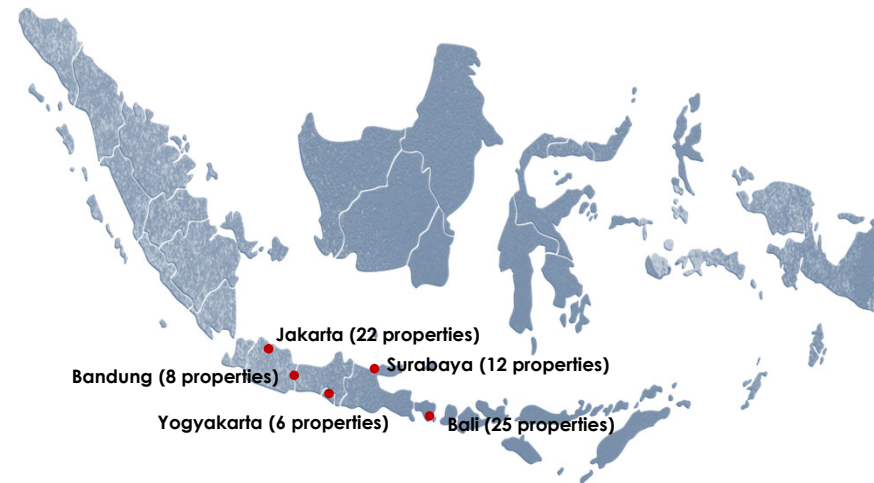 Jakarta (22 properties)
Surabaya (12 properties)
Bandung (8 properties)
Yogyakarta (6 properties)
Bali (25 properties)